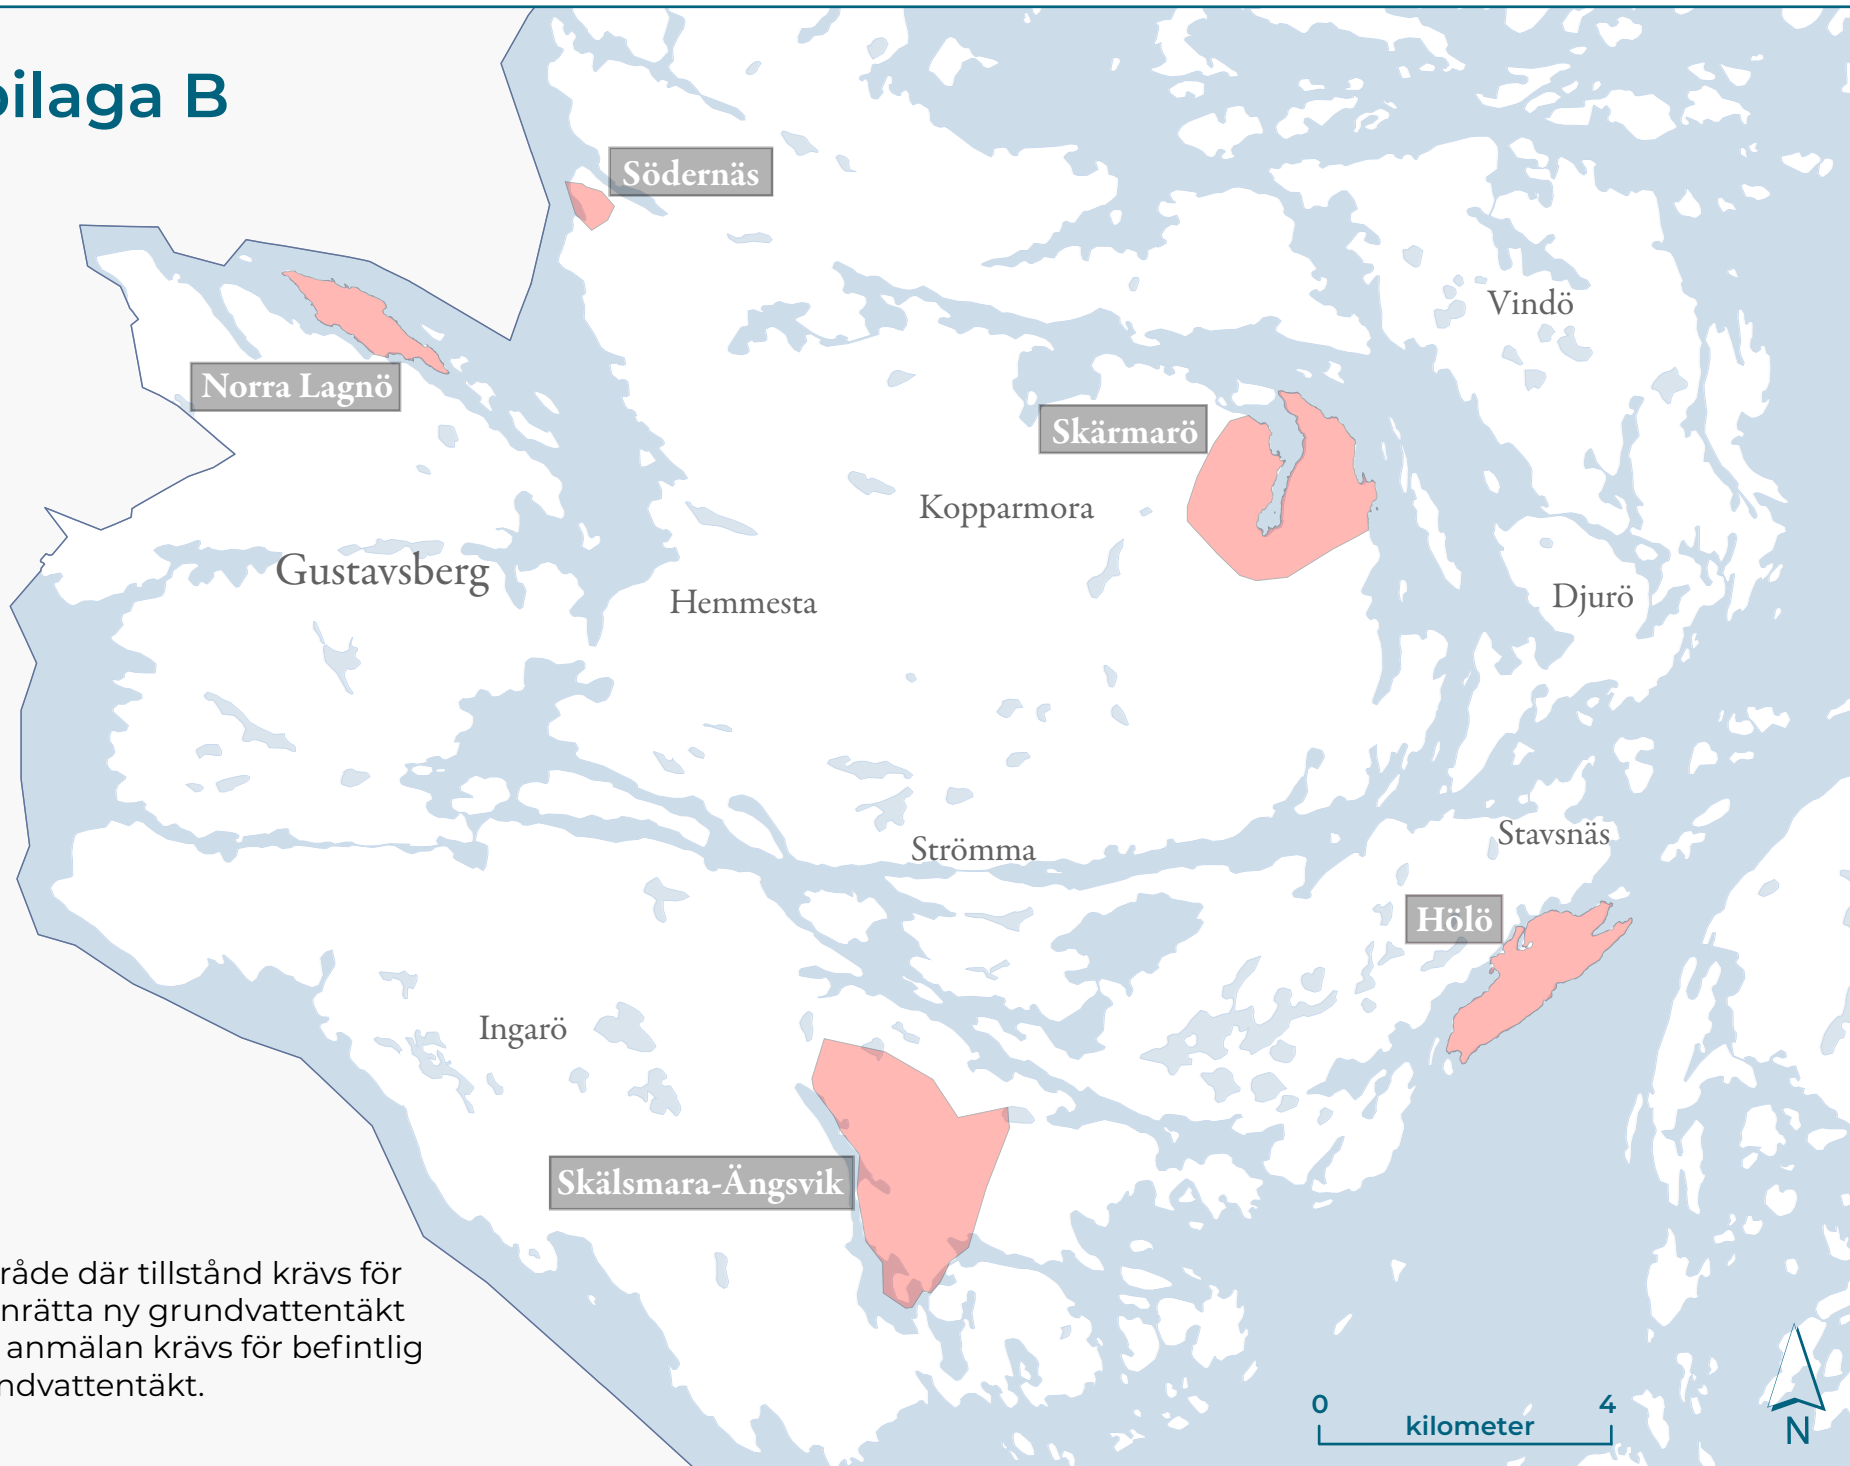 bilaga B
Södernäs
Vindö
Norra Lagnö
Skärmarö
Kopparmora
Gustavsberg
Hemmesta
Djurö
Stavsnäs
Strömma
Hölö
Ingarö
Skälsmara-Ängsvik
råde där tillstånd krävs för
nrätta ny grundvattentäkt
anmälan krävs för befintlig
ndvattentäkt.
0 4
kilometer
N